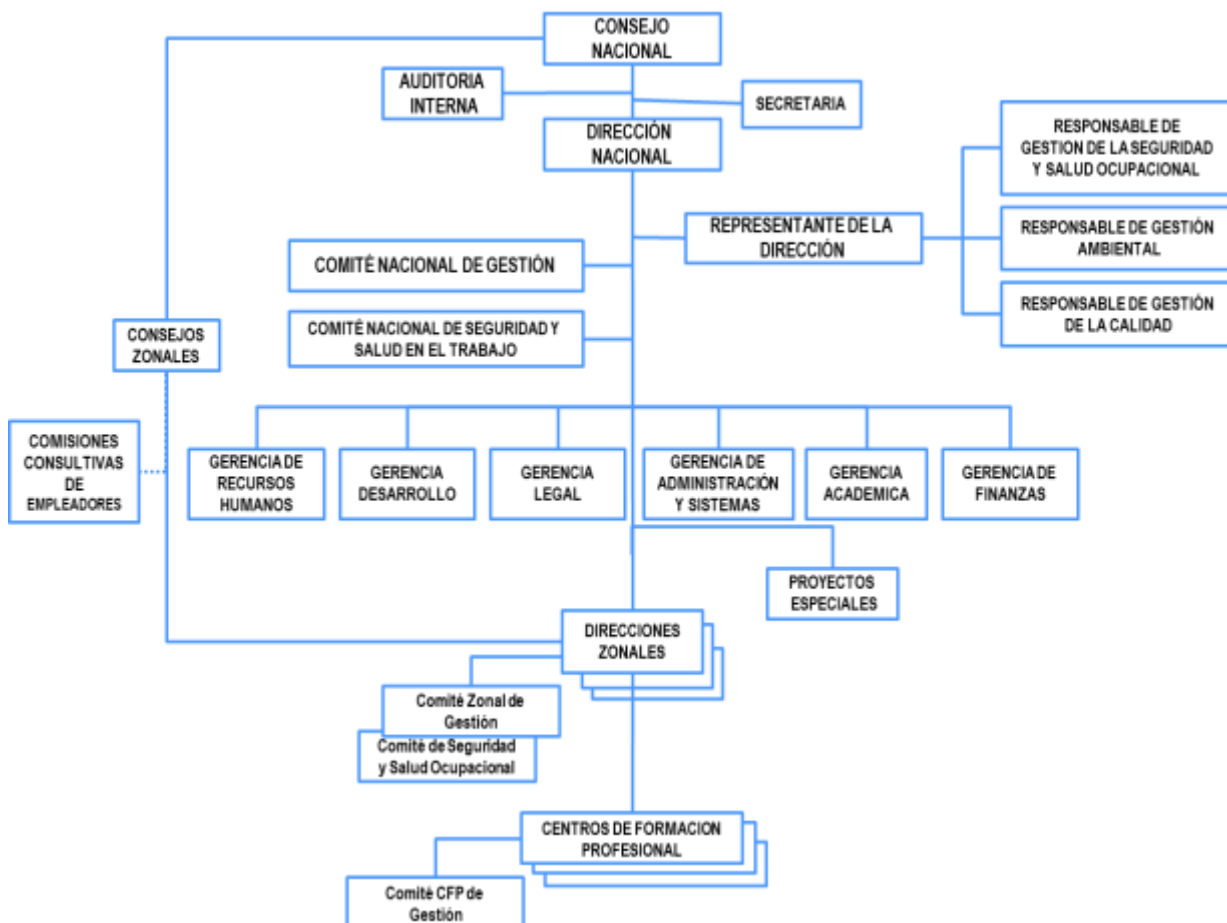 CONSEJO
NACIONAL
AUDITORIA
INTERNA
SECRETARIA
DIRECCIÓN
NACIONAL
RESPONSABLE DE
GESTION DE LA SEGURIDAD
Y SALUD OCUPACIONAL
REPRESENTANTE DE LA
DIRECCIÓN
RESPONSABLE DE GESTIÓN
AMBIENTAL
COMITÉ NACIONAL DE GESTIÓN
RESPONSABLE DE GESTIÓN
DE LA CALIDAD
COMITÉ NACIONAL DE SEGURIDAD Y
SALUD EN EL TRABAJO
CONSEJOS
ZONALES
COMISIONES
CONSULTIVAS
DE
EMPLEADORES
GERENCIA DE
RECURSOS
HUMANOS
GERENCIA
DESARROLLO
GERENCIA
LEGAL
GERENCIA DE
ADMINISTRACIÓN
Y SISTEMAS
GERENCIA
ACADEMICA
GERENCIA DE
FINANZAS
PROYECTOS
ESPECIALES
DIRECCIONES
ZONALES
Comité Zonal de
Gestión
Comité de Seguridad
y Salud Ocupacional
CENTROS DE FORMACION
PROFESIONAL
Comité CFP de
Gestión